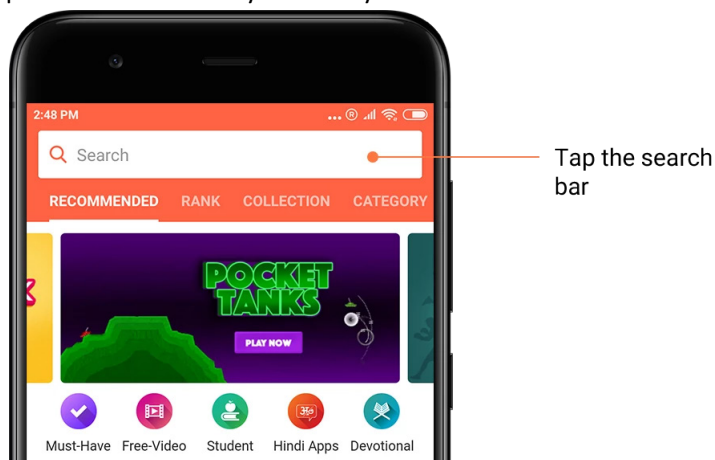 2:48 PM
Search
Tap the search
bar
RECOMMENDED RANK COLLECTION CATEGORY
POCKET
TANKS
PLAY NOW
Must-Have Free-Video Student Hindi Apps Devotional